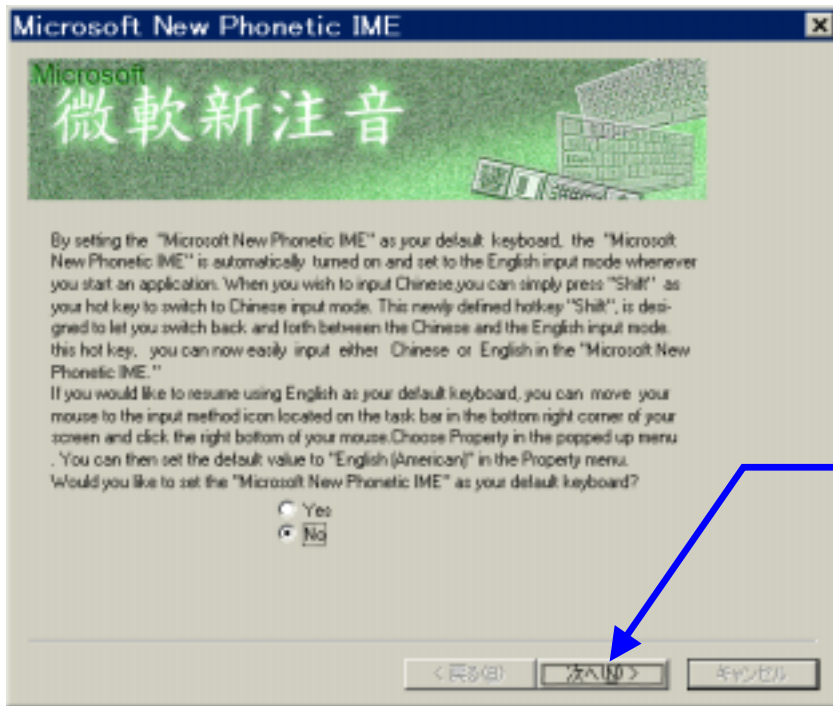 Microsoft New Phonetic IME
Microsoft
微軟新注音
By setting the "Microsoft New Phonetic IME" as your default keyboard, the "Microsoft
New Phonetic IME" is automatically turned on and set to the English input mode whenever
you start an application. When you wish to input Chinese,you can simply press "Shift" as
your hot key to switch to Chinese input mode. This newly defined hotkey "Shift", is desi-
gned to let you switch back and forth between the Chinese and the English input mode.
this hot key, you can now easily input either Chinese or English in the "Microsoft New
Phonetic IME."
If you would like to resume using English as your default keyboard, you can move your
mouse to the input method icon located on the task bar in the bottom right corner of your
screen and click the right bottom of your mouse.Choose Property in the popped up menu
. You can then set the default value to "English (American)" in the Property menu.
Would you like to set the "Microsoft New Phonetic IME" as your default keyboard?
Yes
No
< 戻る(B) 次へ(N) > キャンセル